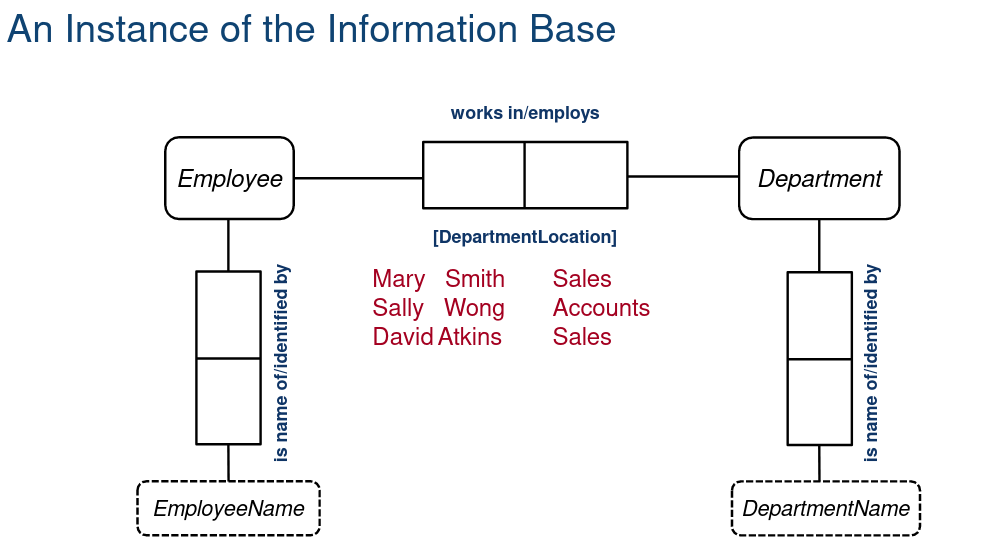 An Instance of the Information Base
works in/employs
Employee
Department
[DepartmentLocation]
Mary Smith Sales
Sally Wong Accounts
David Atkins Sales
is name of/identified by
is name of/identified by
EmployeeName
DepartmentName